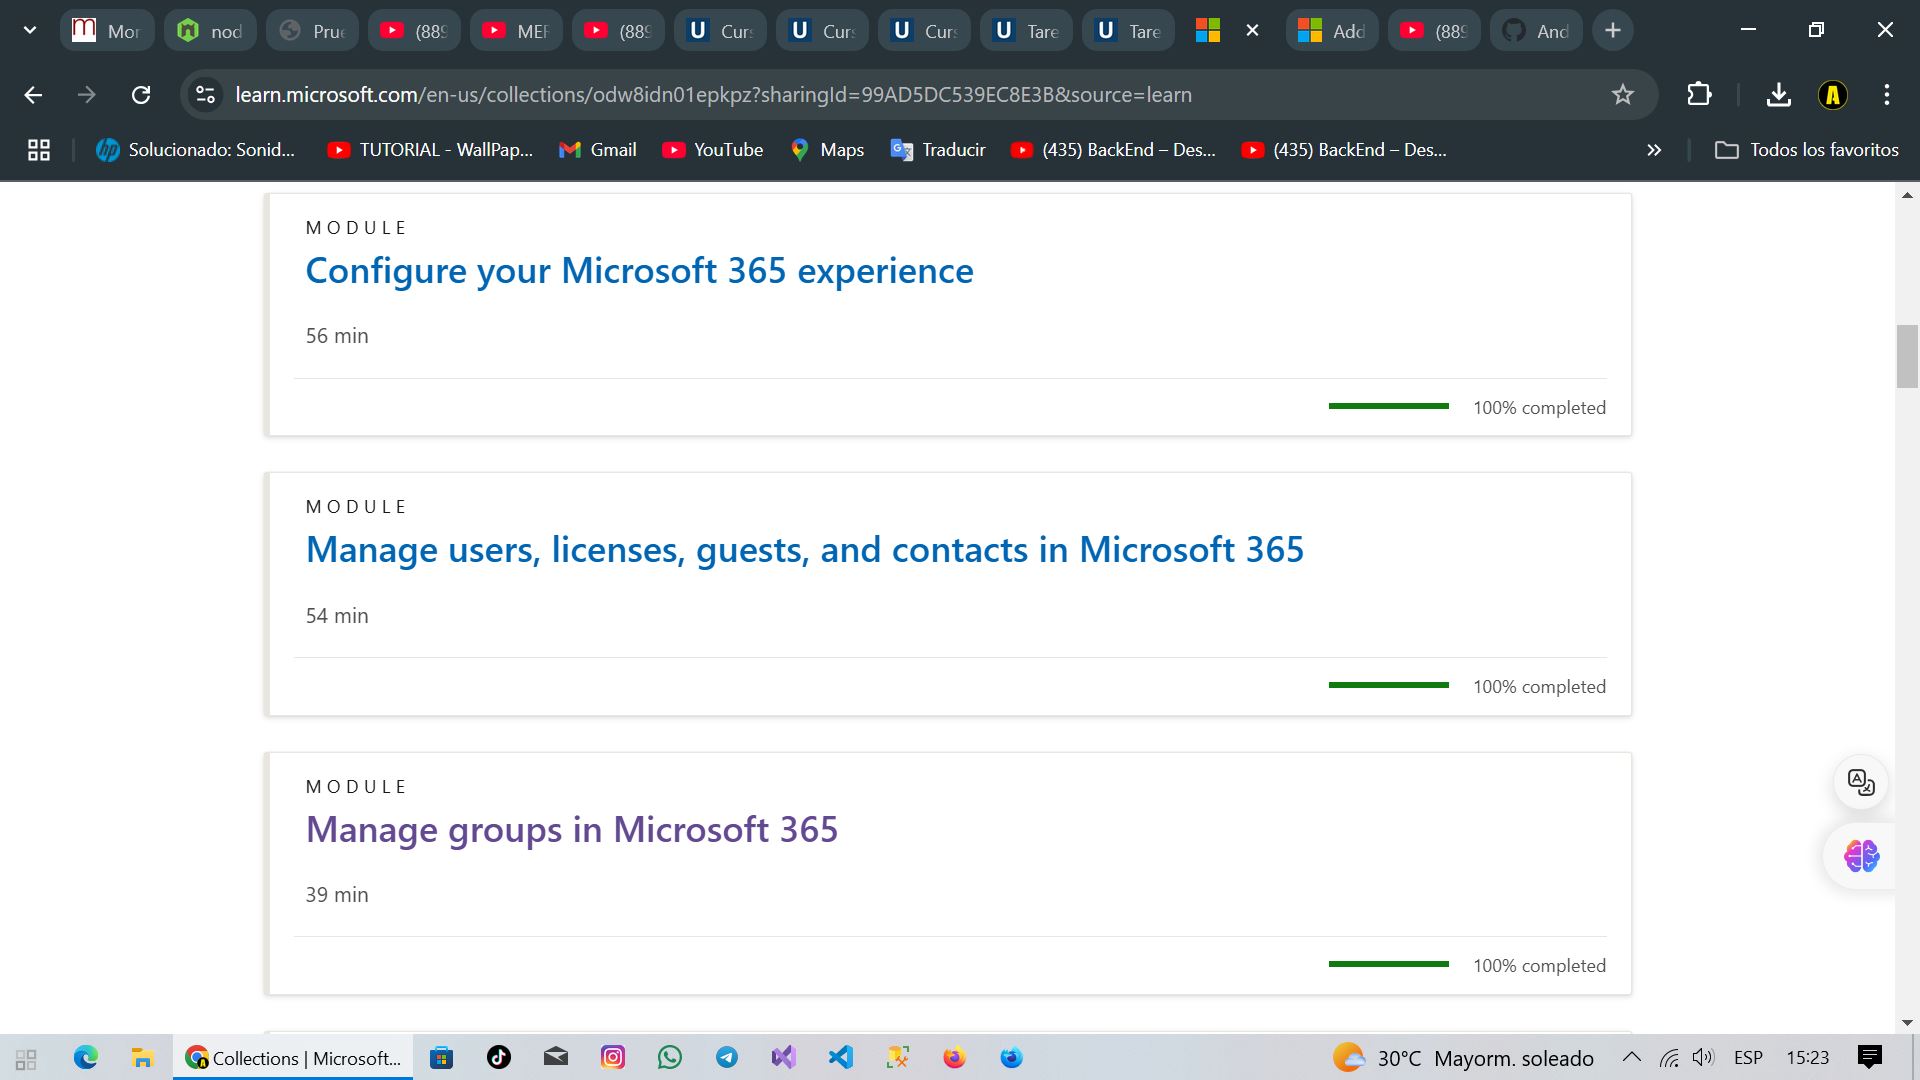 Mor
nod
Prue
(889
MER
(889
Curs
Curs
Curs
Tare
Tare
Add
(889
And
learn.microsoft.com/en-us/collections/odw8idn01epkpz?sharingId=99AD5DC539EC8E3B&source=learn
Solucionado: Sonid...
TUTORIAL - WallPap...
Gmail
YouTube
Maps
Traducir
(435) BackEnd – Des...
(435) BackEnd – Des...
»
Todos los favoritos
MODULE
Configure your Microsoft 365 experience
56 min
100% completed
MODULE
Manage users, licenses, guests, and contacts in Microsoft 365
54 min
100% completed
MODULE
Manage groups in Microsoft 365
39 min
100% completed
Collections | Microsoft...
30°C Mayorm. soleado
ESP
15:23